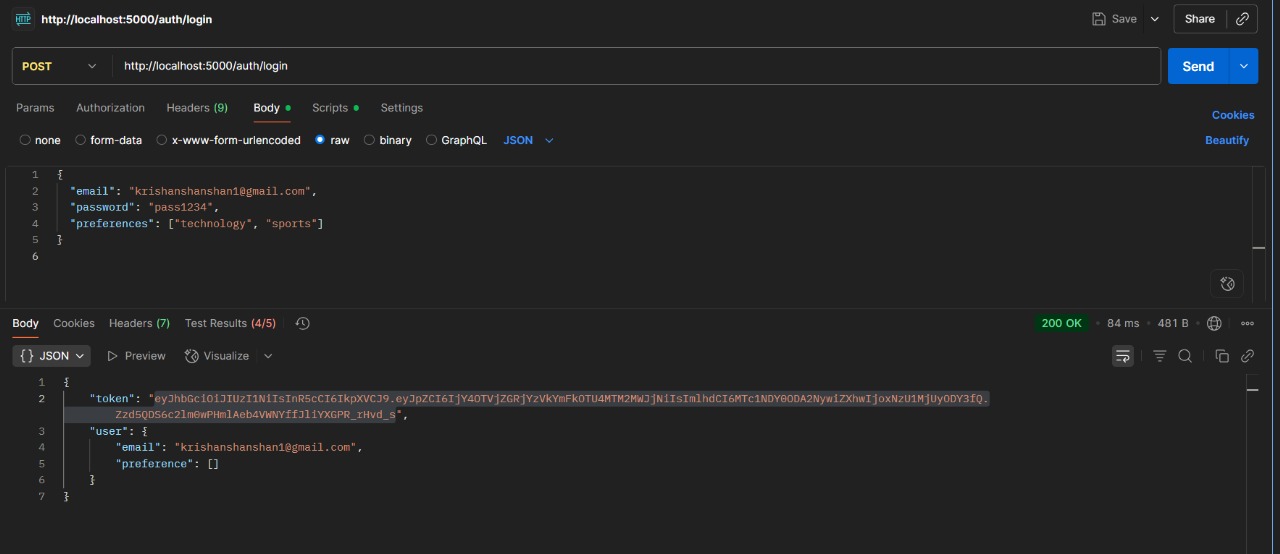 HTTP http://localhost:5000/auth/login Save Share
POST http://localhost:5000/auth/login Send
Params Authorization Headers (9) Body Scripts Settings Cookies
none form-data x-www-form-urlencoded raw binary GraphQL JSON Beautify
1 {
2 "email": "krishanshanshan1@gmail.com",
3 "password": "pass1234",
4 "preferences": ["technology", "sports"]
5 }
6
Body Cookies Headers (7) Test Results (4/5) 200 OK • 84 ms • 481 B •
{} JSON Preview Visualize
1 {
2 "token": "eyJhbGciOiJIUzI1NiIsInR5cCI6IkpXVCJ9.eyJpZCI6IjY4OTVjZGRjYzVkYmFkOTU4MTM2MWJjNiIsImlhdCI6MTc1NDY0ODA2NywiZXhwIjoxNzU1MjUyODY3fQ.
Zzd5QDS6c2lm0wPHmlAeb4VWNYffJliYXGPR_rHvd_s",
3 "user": {
4 "email": "krishanshanshan1@gmail.com",
5 "preference": []
6 }
7 }